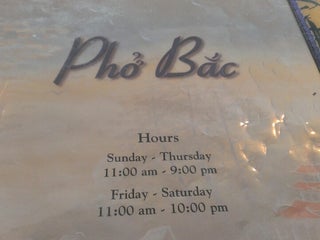 Phở Bắc
Hours
Sunday - Thursday
11:00 am - 9:00 pm
Friday - Saturday
11:00 am - 10:00 pm